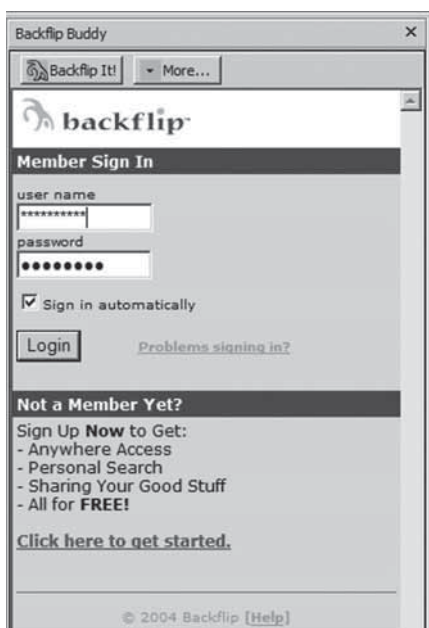 Backflip Buddy
Backflip It! More...
backflip
Member Sign In
user name
**********
password
●●●●●●●●
Sign in automatically
Login Problems signing in?
Not a Member Yet?
Sign Up Now to Get:
- Anywhere Access
- Personal Search
- Sharing Your Good Stuff
- All for FREE!
Click here to get started.
© 2004 Backflip [Help]